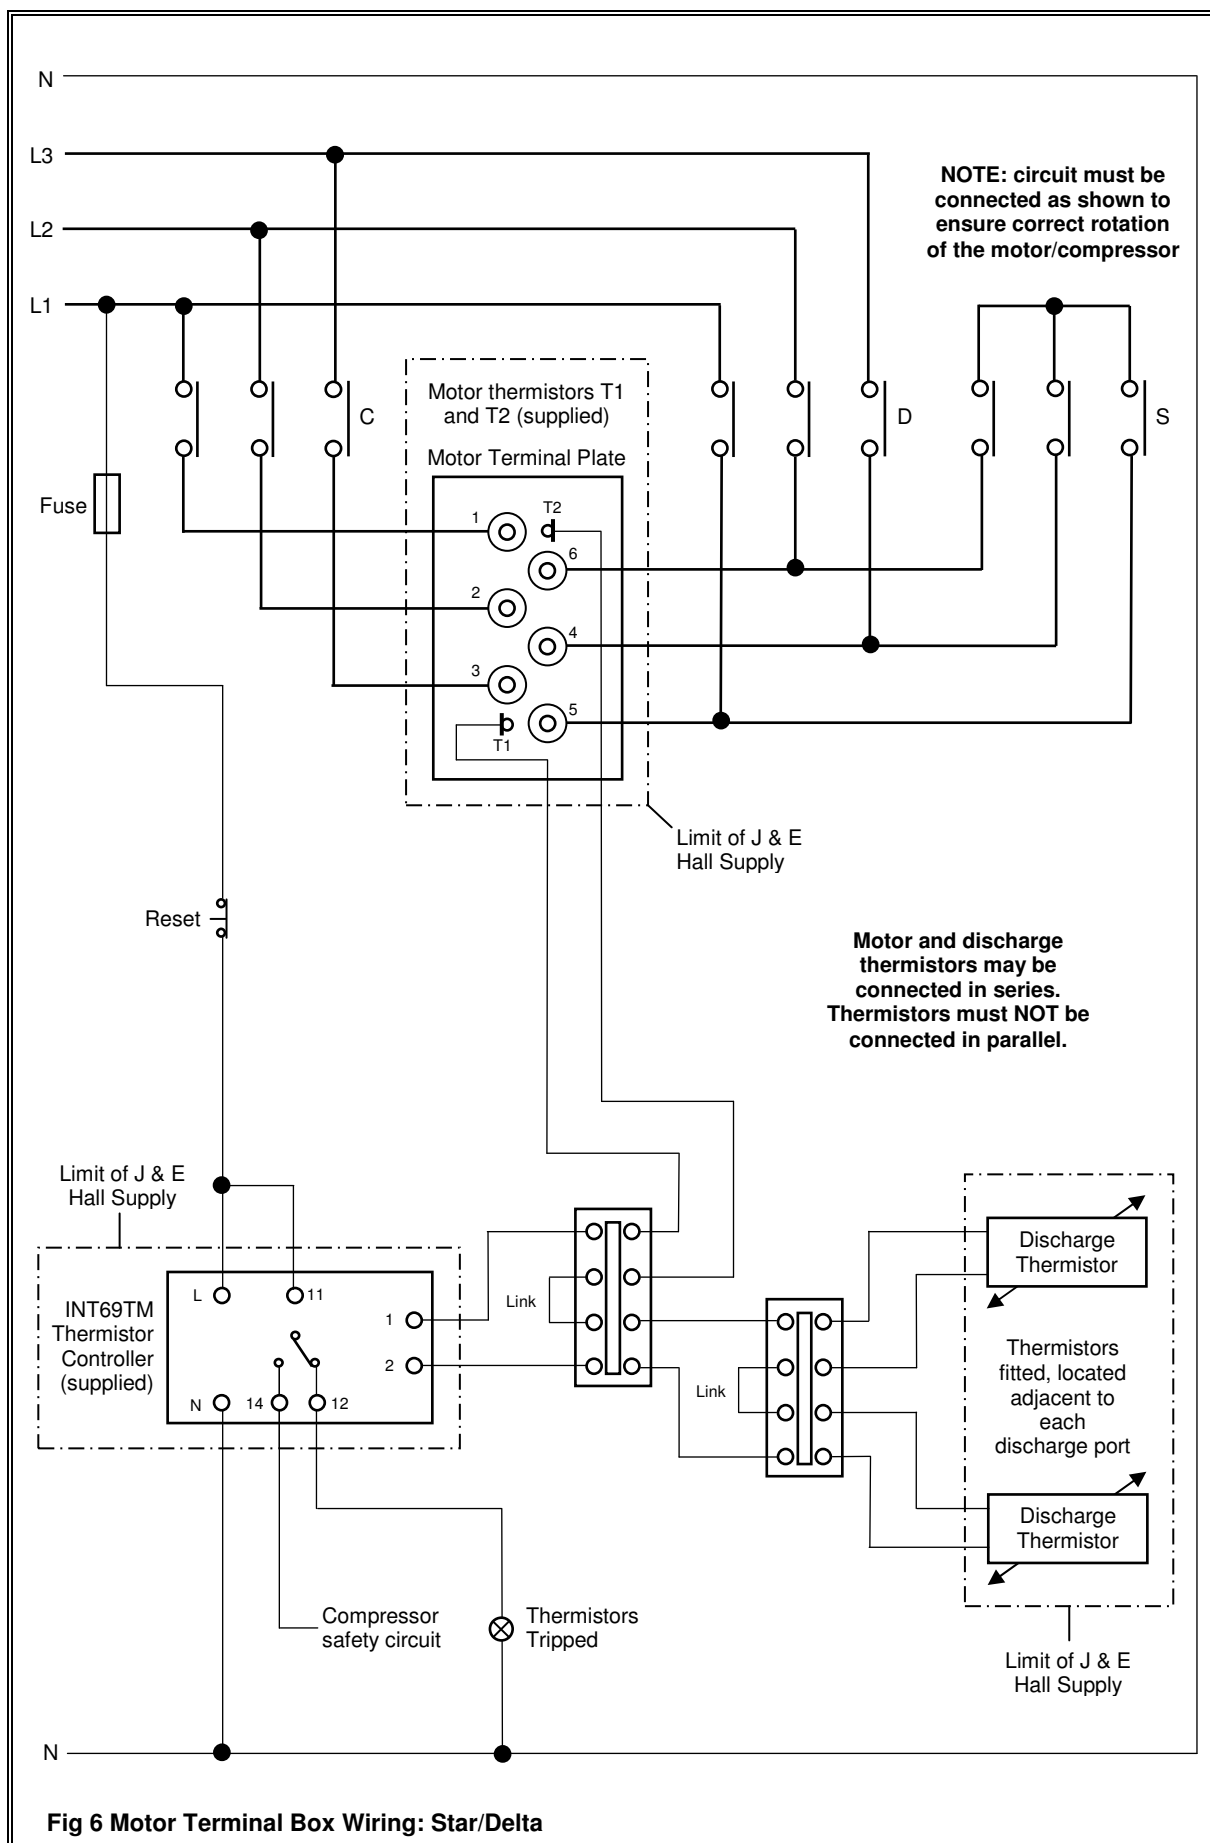 N
L3
NOTE: circuit must be
connected as shown to
ensure correct rotation
of the motor/compressor
L2
L1
Motor thermistors T1
and T2 (supplied)
C
D
S
Motor Terminal Plate
Fuse
1
T2
6
2
4
3
5
T1
Limit of J & E
Hall Supply
Reset
Motor and discharge
thermistors may be
connected in series.
Thermistors must NOT be
connected in parallel.
Limit of J & E
Hall Supply
INT69TM
Thermistor
Controller
(supplied)
L
11
1
2
N
14
12
Link
Link
Discharge
Thermistor
Thermistors
fitted, located
adjacent to
each
discharge port
Discharge
Thermistor
Compressor
safety circuit
Thermistors
Tripped
Limit of J & E
Hall Supply
N
Fig 6 Motor Terminal Box Wiring: Star/Delta